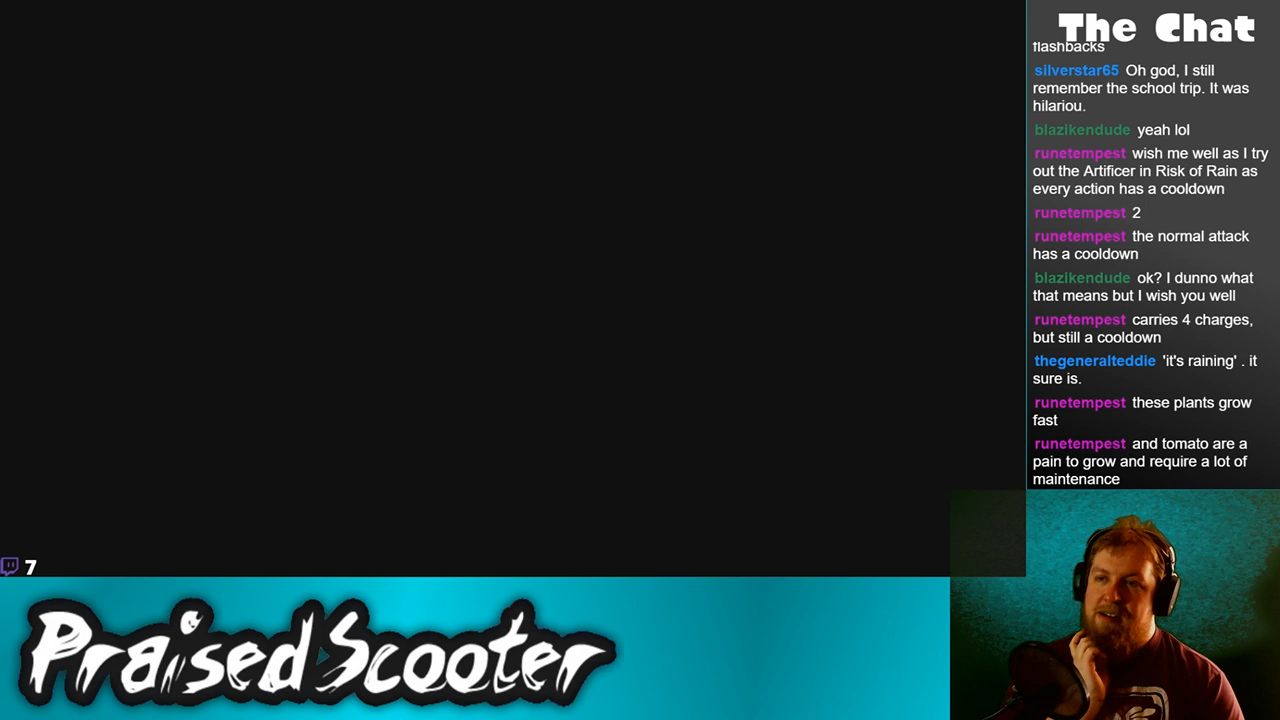 The Chat
flashbacks
silverstar65 Oh god, I still
remember the school trip. It was
hilariou.
blazikendude yeah lol
runetempest wish me well as I try
out the Artificer in Risk of Rain as
every action has a cooldown
runetempest 2
runetempest the normal attack
has a cooldown
blazikendude ok? I dunno what
that means but I wish you well
runetempest carries 4 charges,
but still a cooldown
thegeneralteddie 'it's raining' . it
sure is.
runetempest these plants grow
fast
runetempest and tomato are a
pain to grow and require a lot of
maintenance
7
PraisedScooter